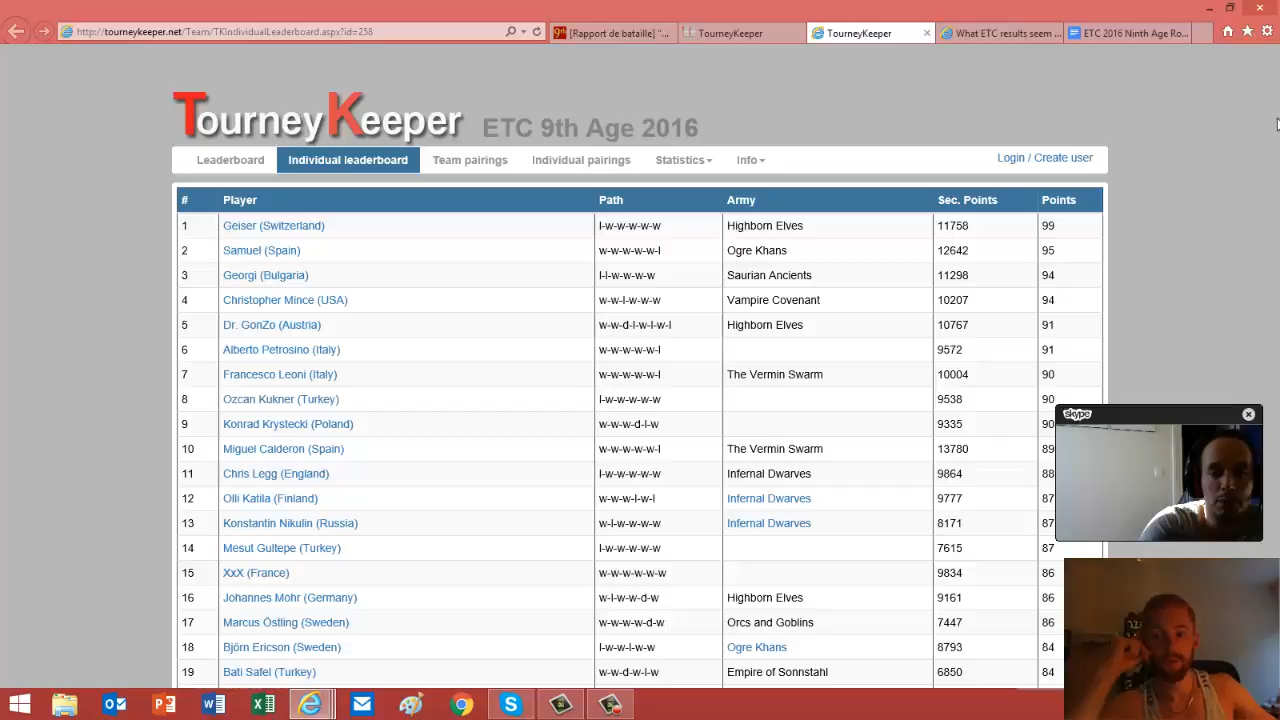 http://tourneykeeper.net/Team/TKIndividualLeaderboard.aspx?id=258
[Rapport de bataille] "...
TourneyKeeper
TourneyKeeper
What ETC results seem ...
ETC 2016 Ninth Age Ro...
TourneyKeeper ETC 9th Age 2016
Leaderboard Individual leaderboard Team pairings Individual pairings Statistics Info Login / Create user
# Player Path Army Sec. Points Points
1 Geiser (Switzerland) l-w-w-w-w-w Highborn Elves 11758 99
2 Samuel (Spain) w-w-w-w-w-l Ogre Khans 12642 95
3 Georgi (Bulgaria) l-l-w-w-w-w Saurian Ancients 11298 94
4 Christopher Mince (USA) w-w-l-w-w-w Vampire Covenant 10207 94
5 Dr. GonZo (Austria) w-w-d-l-w-l-w-l Highborn Elves 10767 91
6 Alberto Petrosino (Italy) w-w-w-w-w-l 9572 91
7 Francesco Leoni (Italy) w-w-w-w-w-l The Vermin Swarm 10004 90
8 Ozcan Kukner (Turkey) l-w-w-w-w-w 9538 90
9 Konrad Krystecki (Poland) w-w-w-d-l-w 9335 90
10 Miguel Calderon (Spain) w-w-w-w-w-l The Vermin Swarm 13780 88
11 Chris Legg (England) l-w-w-w-w-w Infernal Dwarves 9864 88
12 Olli Katila (Finland) w-w-w-l-w-l Infernal Dwarves 9777 87
13 Konstantin Nikulin (Russia) w-l-w-w-w-w Infernal Dwarves 8171 87
14 Mesut Gultepe (Turkey) l-w-w-w-w-w 7615 87
15 XxX (France) w-w-w-w-w-w 9834 86
16 Johannes Mohr (Germany) w-l-w-w-d-w Highborn Elves 9161 86
17 Marcus Östling (Sweden) w-w-w-w-d-w Orcs and Goblins 7447 86
18 Björn Ericson (Sweden) l-w-w-l-w-w Ogre Khans 8793 84
19 Bati Safel (Turkey) w-w-d-w-l-w Empire of Sonnstahl 6850 84
skype